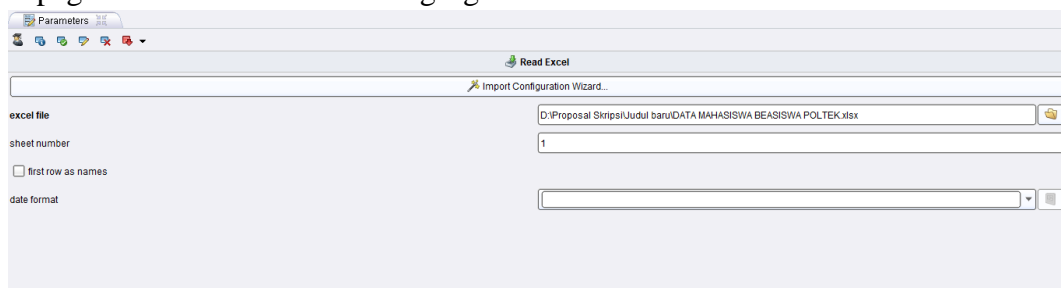 Parameters
Read Excel
Import Configuration Wizard...
excel file
D:\Proposal Skripsi\Judul baru\DATA MAHASISWA BEASISWA POLTEK.xlsx
sheet number
1
first row as names
date format